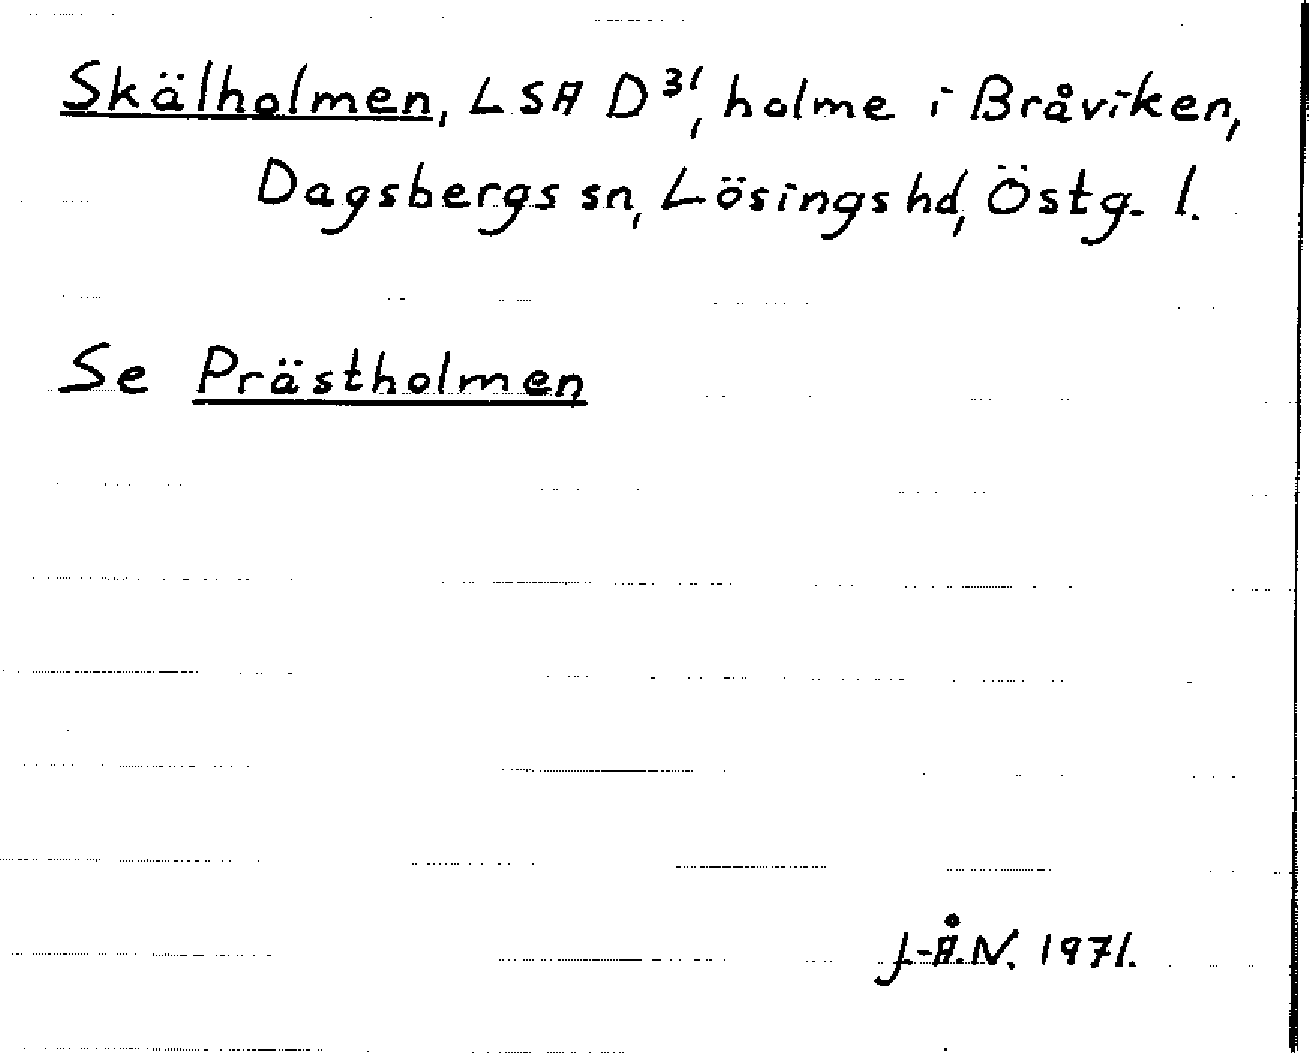 Skälholmen, LSA D³¹, holme i Bråviken,
Dagsbergs sn, Lösings hd, Östg. l.
Se Prästholmen
J-Å.N. 1971.